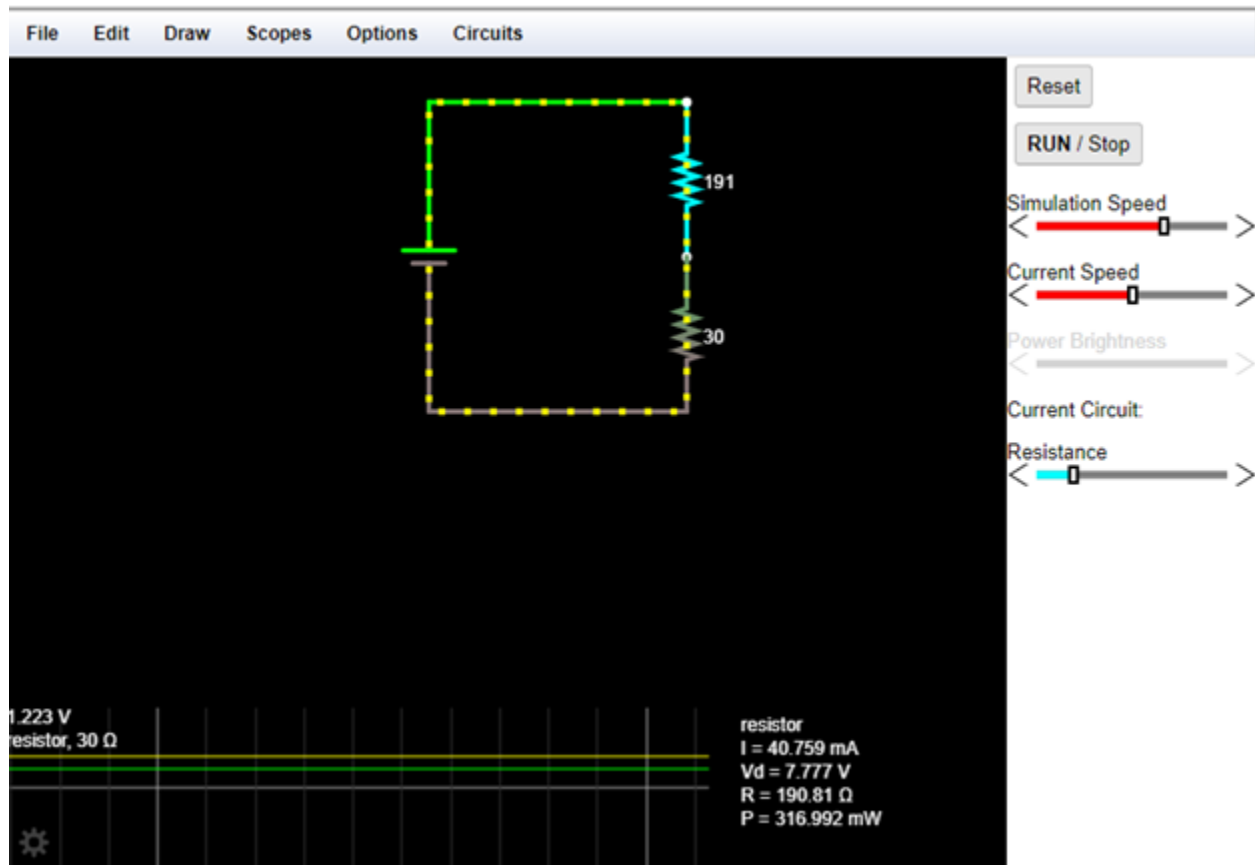 File Edit Draw Scopes Options Circuits
Reset
RUN / Stop
Simulation Speed
Current Speed
Power Brightness
Current Circuit:
Resistance
191
30
1.223 V
resistor, 30 Ω
resistor
I = 40.759 mA
Vd = 7.777 V
R = 190.81 Ω
P = 316.992 mW